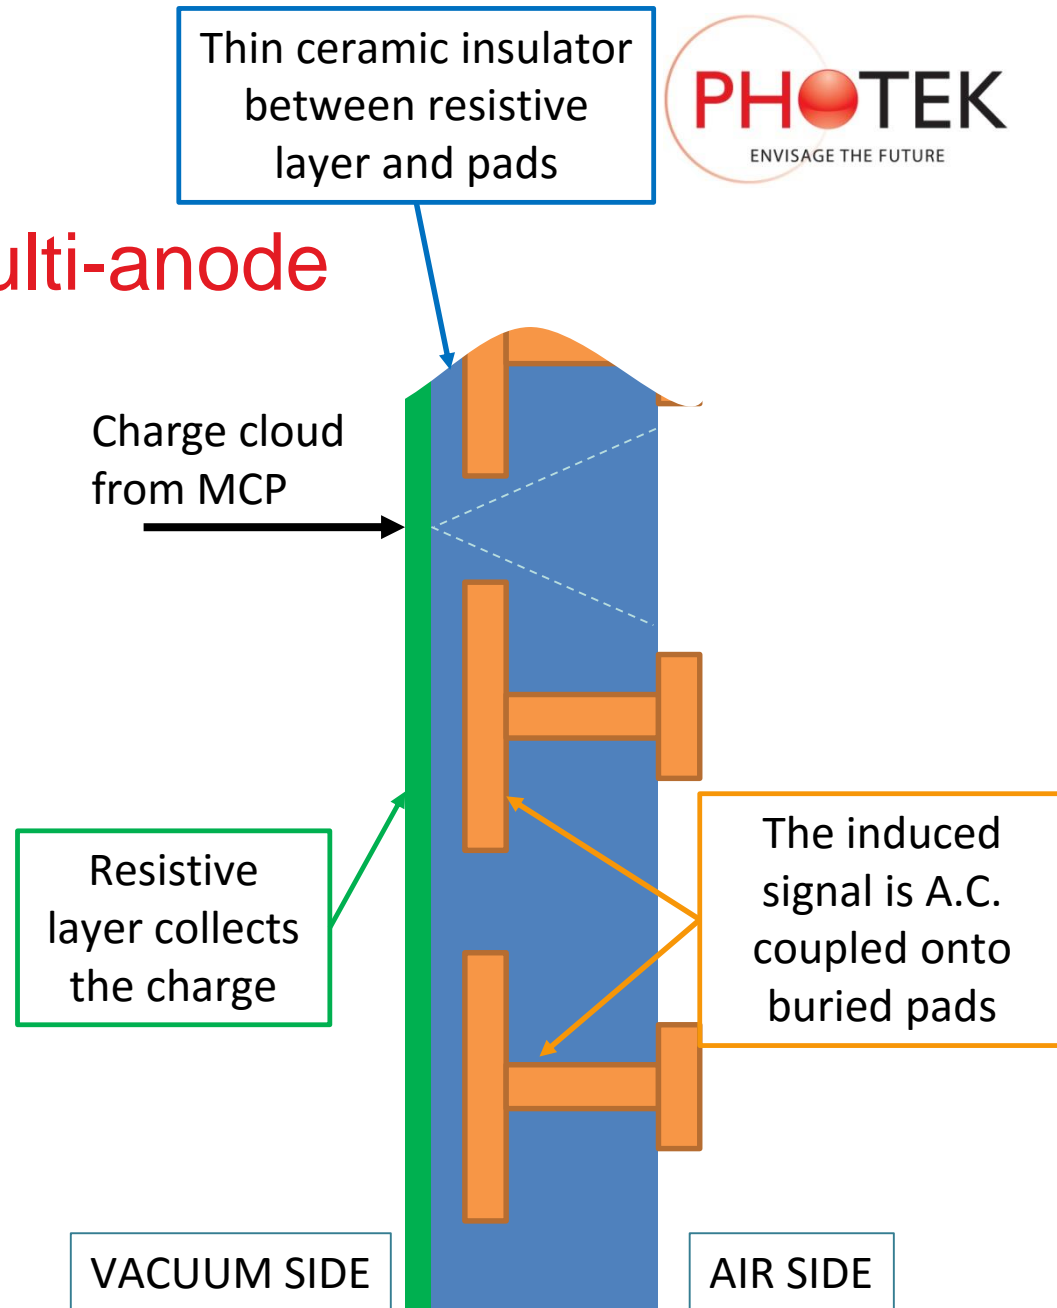 Thin ceramic insulator
between resistive
layer and pads
PHOTEK
ENVISAGE THE FUTURE
ulti-anode
Charge cloud
from MCP
Resistive
layer collects
the charge
The induced
signal is A.C.
coupled onto
buried pads
VACUUM SIDE
AIR SIDE